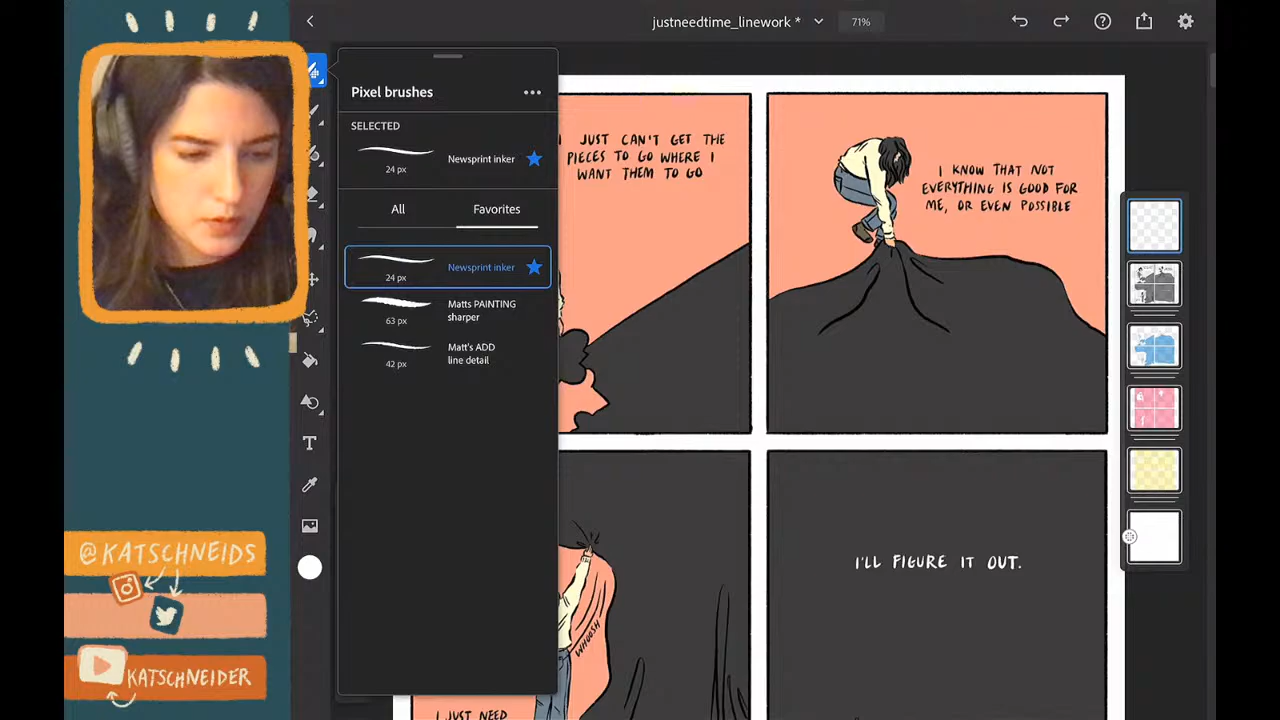 justneedtime_linework *
71%
Pixel brushes
SELECTED
Newsprint inker
24 px
All
Favorites
Newsprint inker
24 px
Matts PAINTING
sharper
63 px
Matt's ADD
line detail
42 px
JUST CAN'T GET THE
PIECES TO GO WHERE I
WANT THEM TO GO
I KNOW THAT NOT
EVERYTHING IS GOOD FOR
ME, OR EVEN POSSIBLE
WHOOSH
I JUST NEED
I'LL FIGURE IT OUT.
@KATSCHNEIDS
KATSCHNEIDER